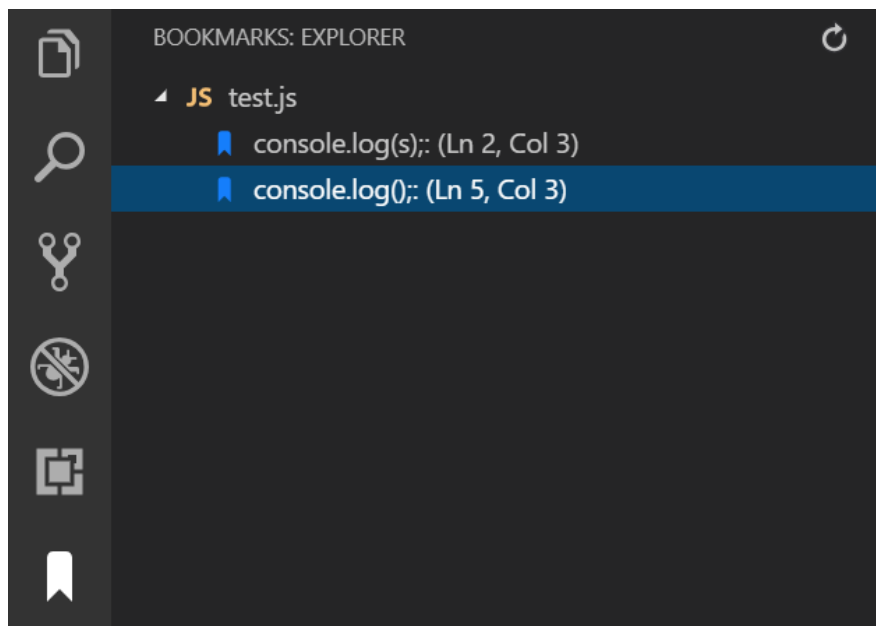 BOOKMARKS: EXPLORER
JS test.js
console.log(s);: (Ln 2, Col 3)
console.log();: (Ln 5, Col 3)